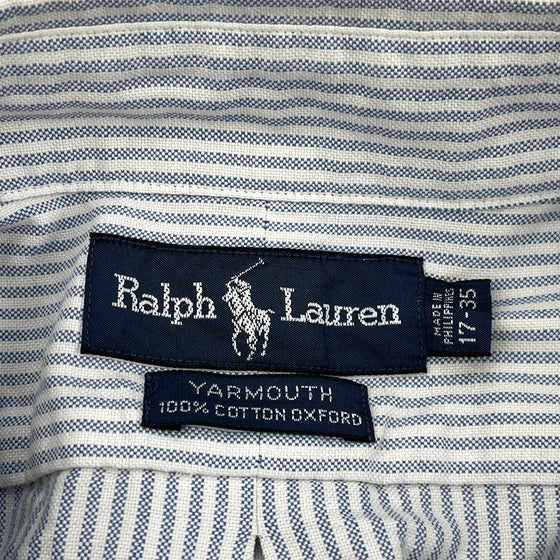 Ralph Lauren
MADE IN
PHILIPPINES
17-35
YARMOUTH
100% COTTON OXFORD